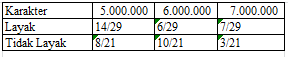 Karakter 5.000.000 6.000.000 7.000.000
Layak 14/29 6/29 7/29
Tidak Layak 8/21 10/21 3/21